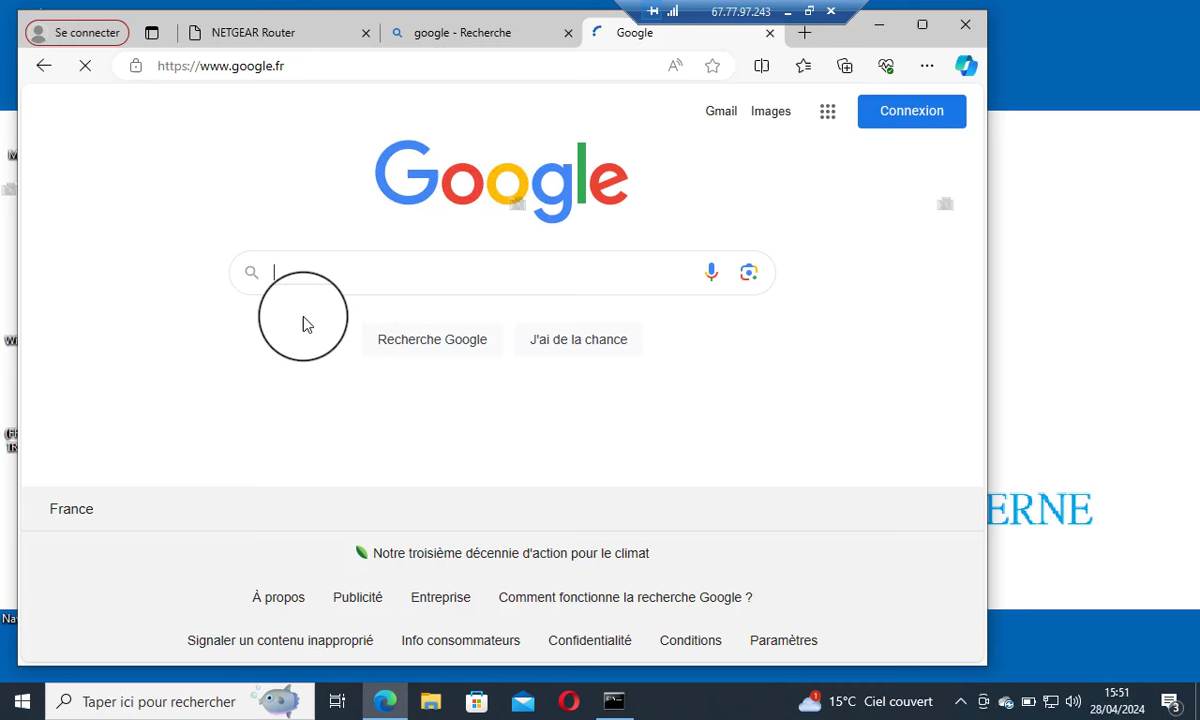 67.77.97.243
Se connecter
NETGEAR Router
google - Recherche
Google
https://www.google.fr
Gmail
Images
Connexion
Google
Recherche Google
J'ai de la chance
France
Notre troisième décennie d'action pour le climat
À propos
Publicité
Entreprise
Comment fonctionne la recherche Google ?
Signaler un contenu inapproprié
Info consommateurs
Confidentialité
Conditions
Paramètres
ERNE
Taper ici pour rechercher
1
15°C Ciel couvert
15:51
28/04/2024
3